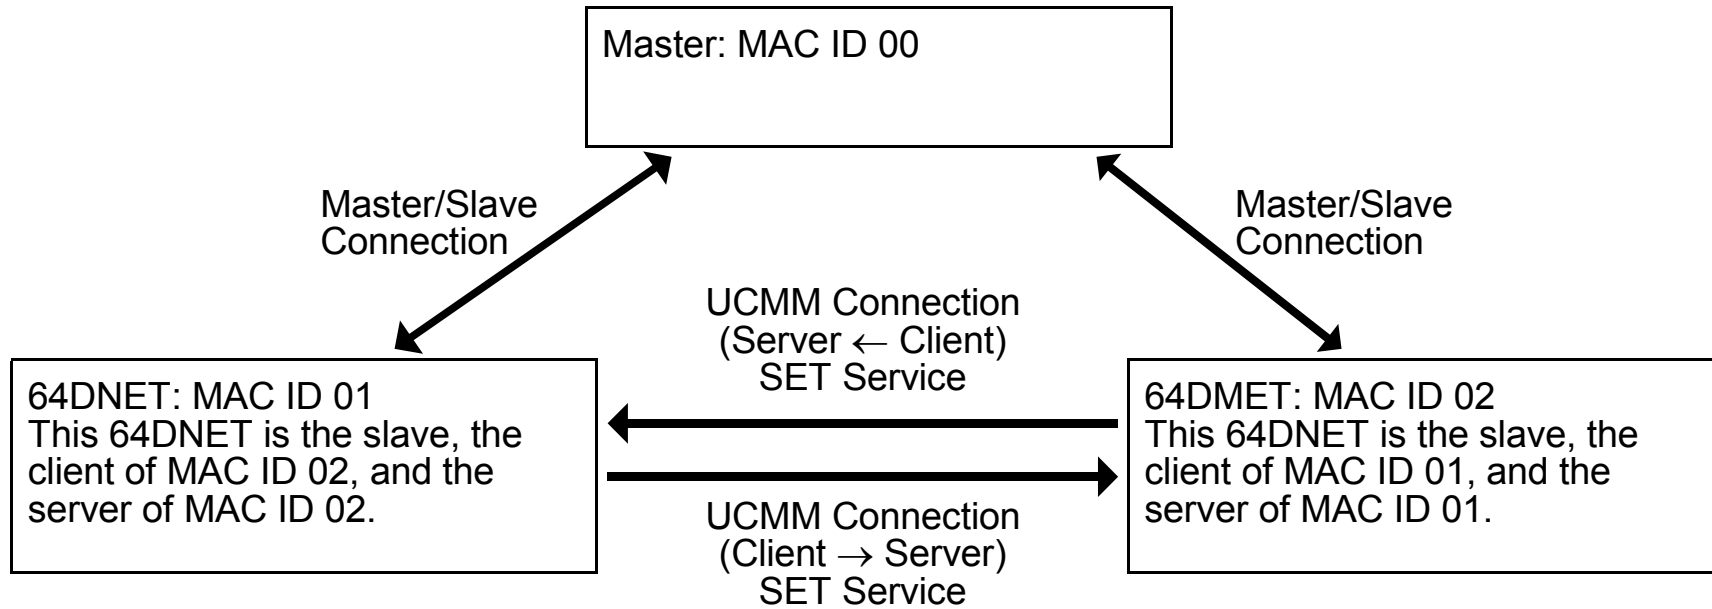 Master: MAC ID 00
Master/Slave
Connection
Master/Slave
Connection
UCMM Connection
(Server ← Client)
SET Service
64DNET: MAC ID 01
This 64DNET is the slave, the
client of MAC ID 02, and the
server of MAC ID 02.
64DMET: MAC ID 02
This 64DNET is the slave, the
client of MAC ID 01, and the
server of MAC ID 01.
UCMM Connection
(Client → Server)
SET Service